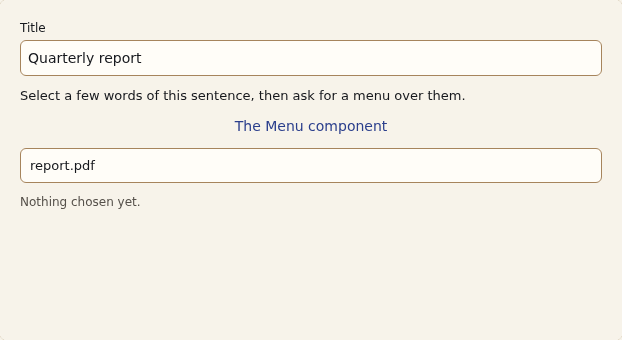 Title
Quarterly report
Select a few words of this sentence, then ask for a menu over them.
The Menu component
report.pdf
Nothing chosen yet.